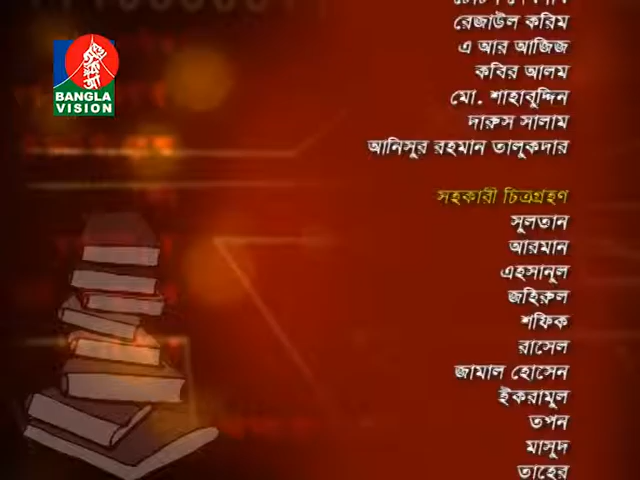 রেজাউল করিম
এ আর আজিজ
কবির আলম
মো. শাহাবুদ্দিন
দারুস সালাম
আনিসুর রহমান তালুকদার
BANGLA
VISION
সহকারী চিত্রগ্রহণ
সুলতান
আরমান
এহসানুল
জহিরুল
শফিক
রাসেল
জামাল হোসেন
ইকরামুল
তপন
মাসুদ
তাহের